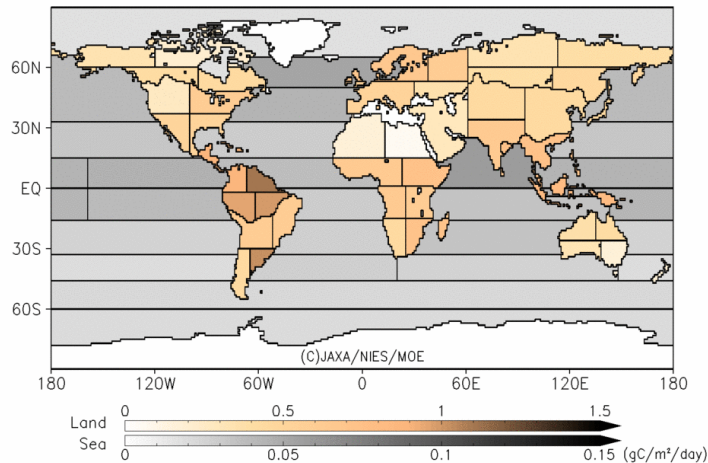 60N
30N
EQ
30S
60S
(C)JAXA/NIES/MOE
180 120W 60W 0 60E 120E 180
Land 0 0.5 1 1.5
Sea 0 0.05 0.1 0.15 (gC/m²/day)